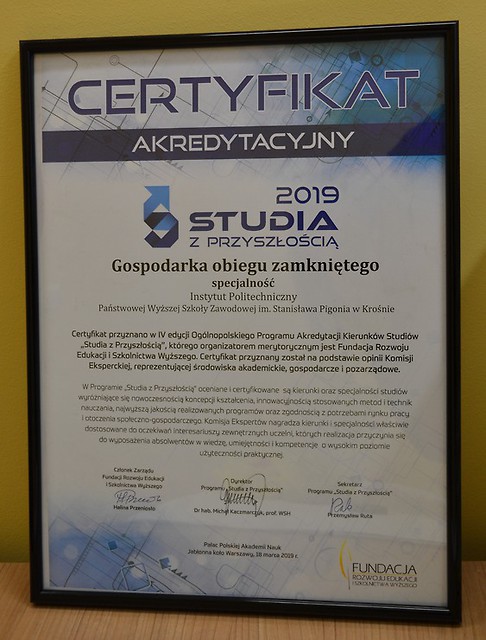 CERTYFIKAT
AKREDYTACYJNY
2019
STUDIA
Z PRZYSZŁOŚCIĄ
Gospodarka obiegu zamkniętego
specjalność
Instytut Politechniczny
Państwowej Wyższej Szkoły Zawodowej im. Stanisława Pigonia w Krośnie
Certyfikat przyznano w IV edycji Ogólnopolskiego Programu Akredytacji Kierunków Studiów
„Studia z Przyszłością”, którego organizatorem merytorycznym jest Fundacja Rozwoju
Edukacji i Szkolnictwa Wyższego. Certyfikat przyznany został na podstawie opinii Komisji
Eksperckiej, reprezentującej środowiska akademickie, gospodarcze i pozarządowe.
W Programie „Studia z Przyszłością” oceniane i certyfikowane są kierunki oraz specjalności studiów
wyróżniające się nowoczesnością koncepcji kształcenia, innowacyjnością stosowanych metod i technik
nauczania, najwyższą jakością realizowanych programów oraz zgodnością z potrzebami rynku pracy
i otoczenia społeczno-gospodarczego. Komisja Ekspertów nagradza kierunki i specjalności właściwie
dostosowane do oczekiwań interesariuszy zewnętrznych uczelni, których realizacja przyczynia się
do wyposażenia absolwentów w wiedzę, umiejętności i kompetencje o wysokim poziomie
użyteczności praktycznej.
Członek Zarządu
Fundacji Rozwoju Edukacji
i Szkolnictwa Wyższego
Halina Przenioski
Dyrektor
Programu „Studia z Przyszłością”
Dr hab. Michał Kaczmarczyk, prof. WSH
Sekretarz
Programu „Studia z Przyszłością”
Przemysław Ruta
Pałac Polskiej Akademii Nauk
Jabłonna koło Warszawy, 18 marca 2019 r.
FUNDACJA
ROZWOJU EDUKACJI
I SZKOLNICTWA WYŻSZEGO